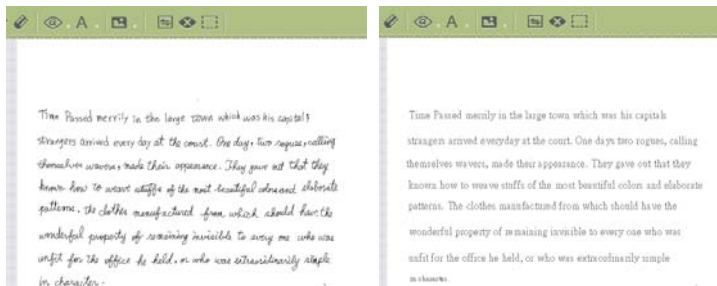 Time Passed merrily in the large town which was his capitals
strangers arrived every day at the court. One days two rogues, calling
themselves wavers, made their appearance. They gave out that they
known how to weave stuffs of the most beautiful colors and elaborate
patterns. The clothes manufactured from which should have the
wonderful property of remaining invisible to every one who was
unfit for the office he held, or who was extraordinarily simple
in character.
Time Passed merrily in the large town which was his capitals
strangers arrived everyday at the court. One days two rogues, calling
themselves wavers, made their appearance. They gave out that they
known how to weave stuffs of the most beautiful colors and elaborate
patterns. The clothes manufactured from which should have the
wonderful property of remaining invisible to every one who was
unfit for the office he held, or who was extraordinarily simple
in character.